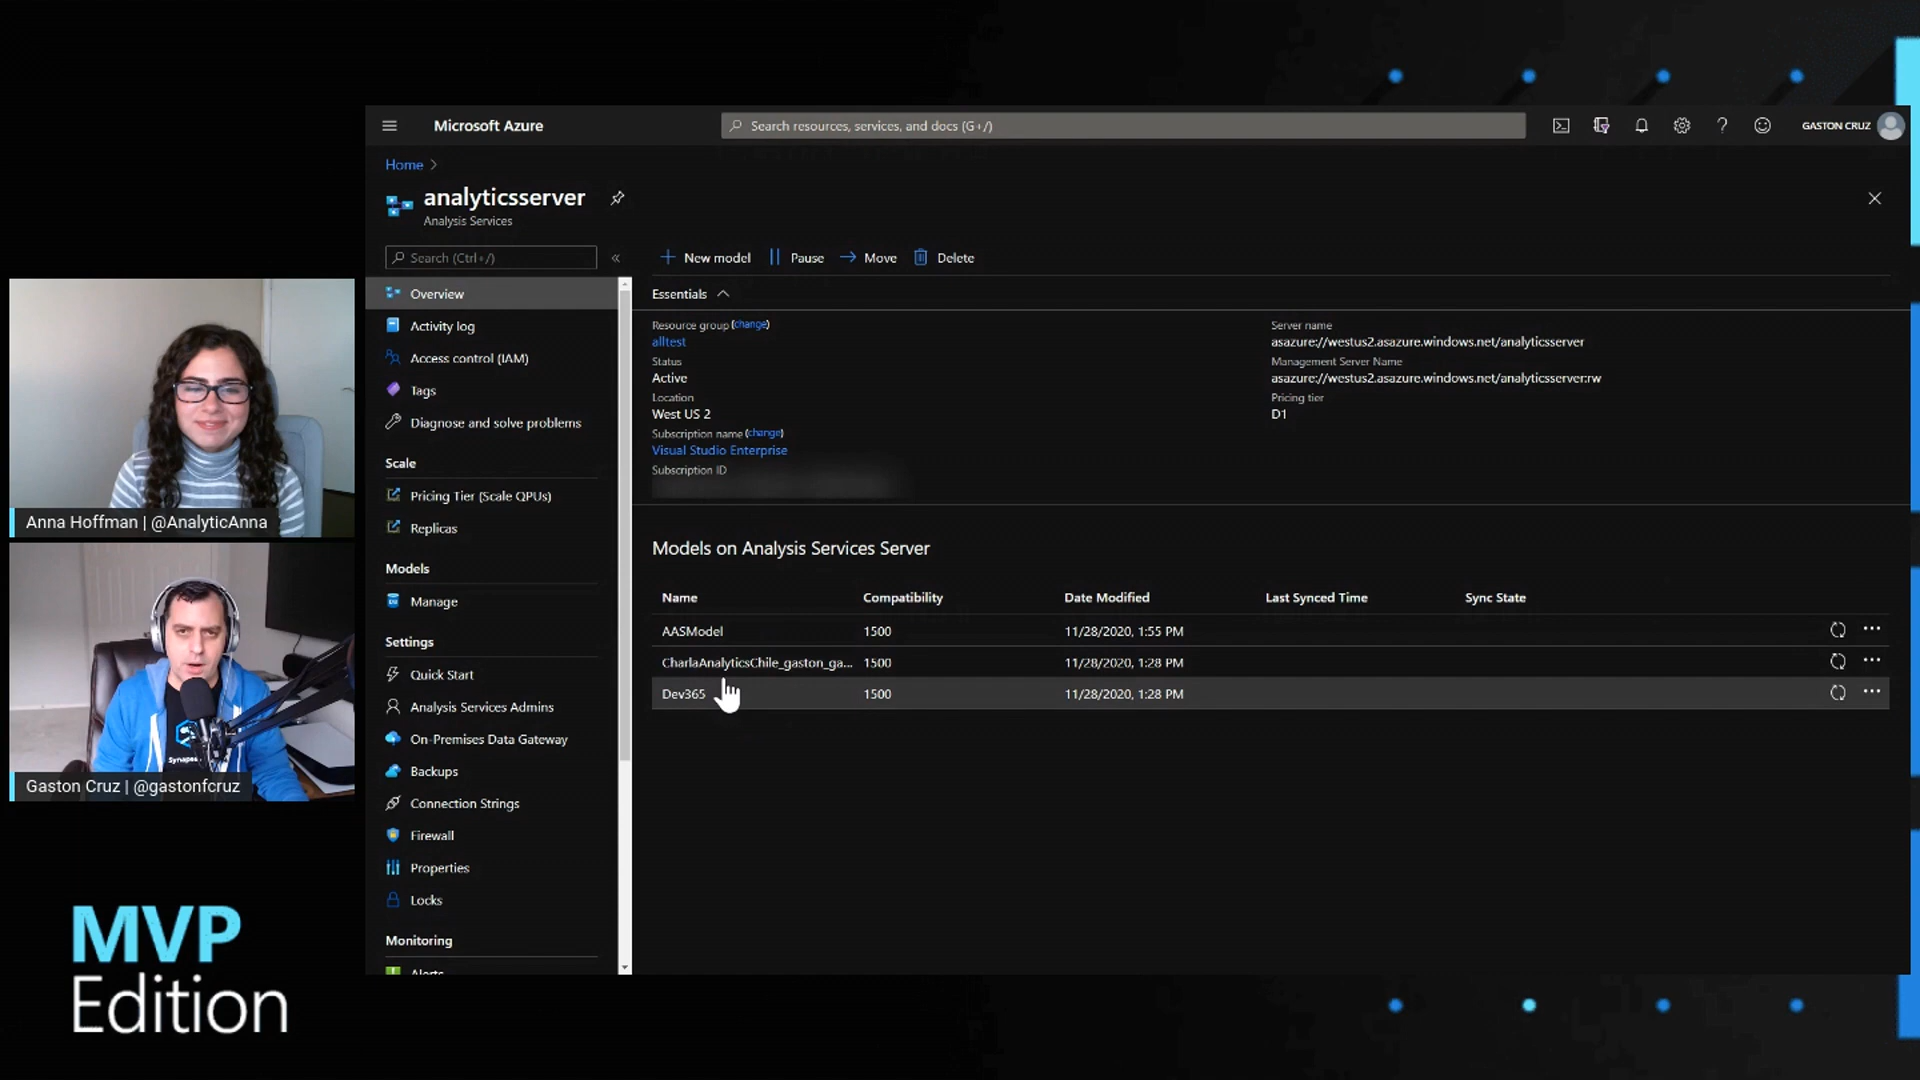 Microsoft Azure
Search resources, services, and docs (G+/)
GASTON CRUZ
Home
analyticsserver
Analysis Services
Search (Ctrl+/)
«
New model
Pause
Move
Delete
Overview
Activity log
Access control (IAM)
Tags
Diagnose and solve problems
Scale
Pricing Tier (Scale QPUs)
Replicas
Models
Manage
Settings
Quick Start
Analysis Services Admins
On-Premises Data Gateway
Backups
Connection Strings
Firewall
Properties
Locks
Monitoring
Alerts
Essentials
Resource group (change)
alltest
Status
Active
Location
West US 2
Subscription name (change)
Visual Studio Enterprise
Subscription ID
Server name
asazure://westus2.asazure.windows.net/analyticsserver
Management Server Name
asazure://westus2.asazure.windows.net/analyticsserver:rw
Pricing tier
D1
Models on Analysis Services Server
Name Compatibility Date Modified Last Synced Time Sync State
AASModel 1500 11/28/2020, 1:55 PM
CharlaAnalyticsChile_gaston_ga... 1500 11/28/2020, 1:28 PM
Dev365 1500 11/28/2020, 1:28 PM
Anna Hoffman | @AnalyticAnna
Synapse
Gaston Cruz | @gastonfcruz
MVP
Edition